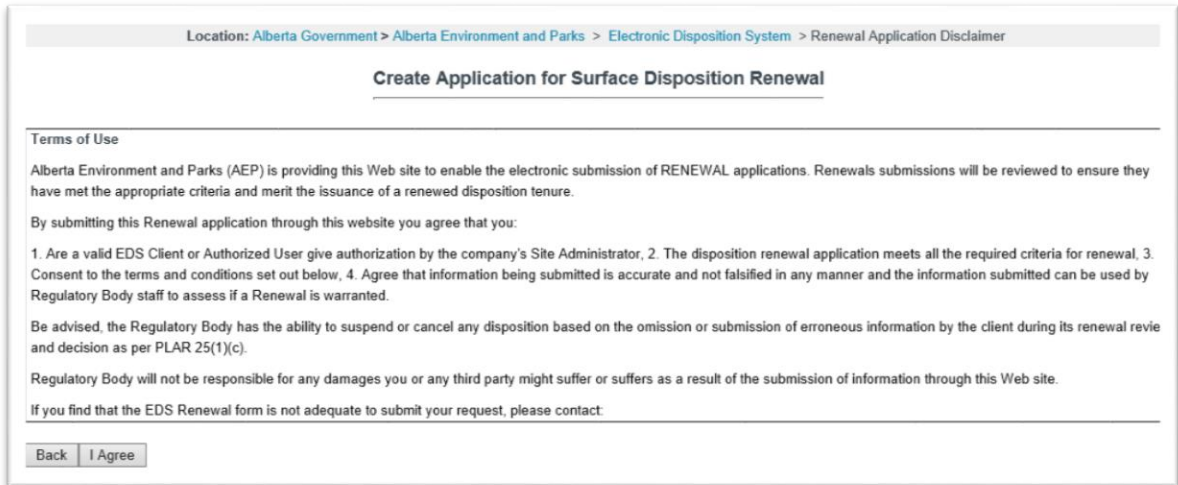 Location: Alberta Government > Alberta Environment and Parks > Electronic Disposition System > Renewal Application Disclaimer
Create Application for Surface Disposition Renewal
Terms of Use
Alberta Environment and Parks (AEP) is providing this Web site to enable the electronic submission of RENEWAL applications. Renewals submissions will be reviewed to ensure they
have met the appropriate criteria and merit the issuance of a renewed disposition tenure.
By submitting this Renewal application through this website you agree that you:
1. Are a valid EDS Client or Authorized User give authorization by the company's Site Administrator, 2. The disposition renewal application meets all the required criteria for renewal, 3.
Consent to the terms and conditions set out below, 4. Agree that information being submitted is accurate and not falsified in any manner and the information submitted can be used by
Regulatory Body staff to assess if a Renewal is warranted.
Be advised, the Regulatory Body has the ability to suspend or cancel any disposition based on the omission or submission of erroneous information by the client during its renewal revie
and decision as per PLAR 25(1)(c).
Regulatory Body will not be responsible for any damages you or any third party might suffer or suffers as a result of the submission of information through this Web site.
If you find that the EDS Renewal form is not adequate to submit your request, please contact:
Back I Agree